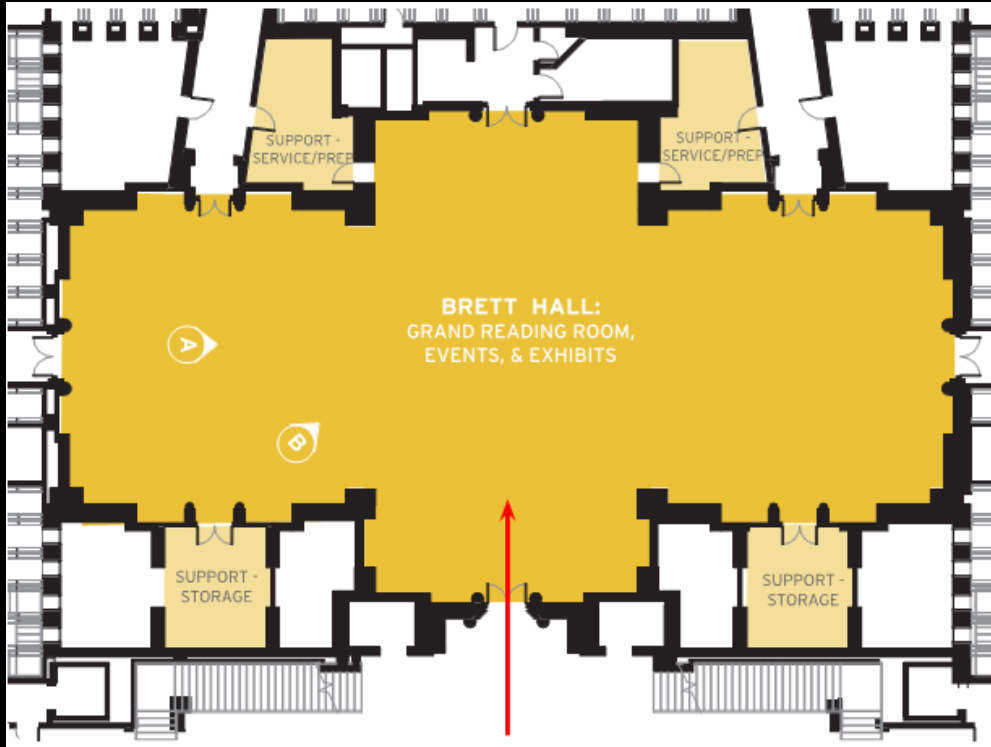 SUPPORT -
SERVICE/PREP
SUPPORT -
SERVICE/PREP
BRETT HALL:
GRAND READING ROOM,
EVENTS, & EXHIBITS
A
B
SUPPORT -
STORAGE
SUPPORT -
STORAGE